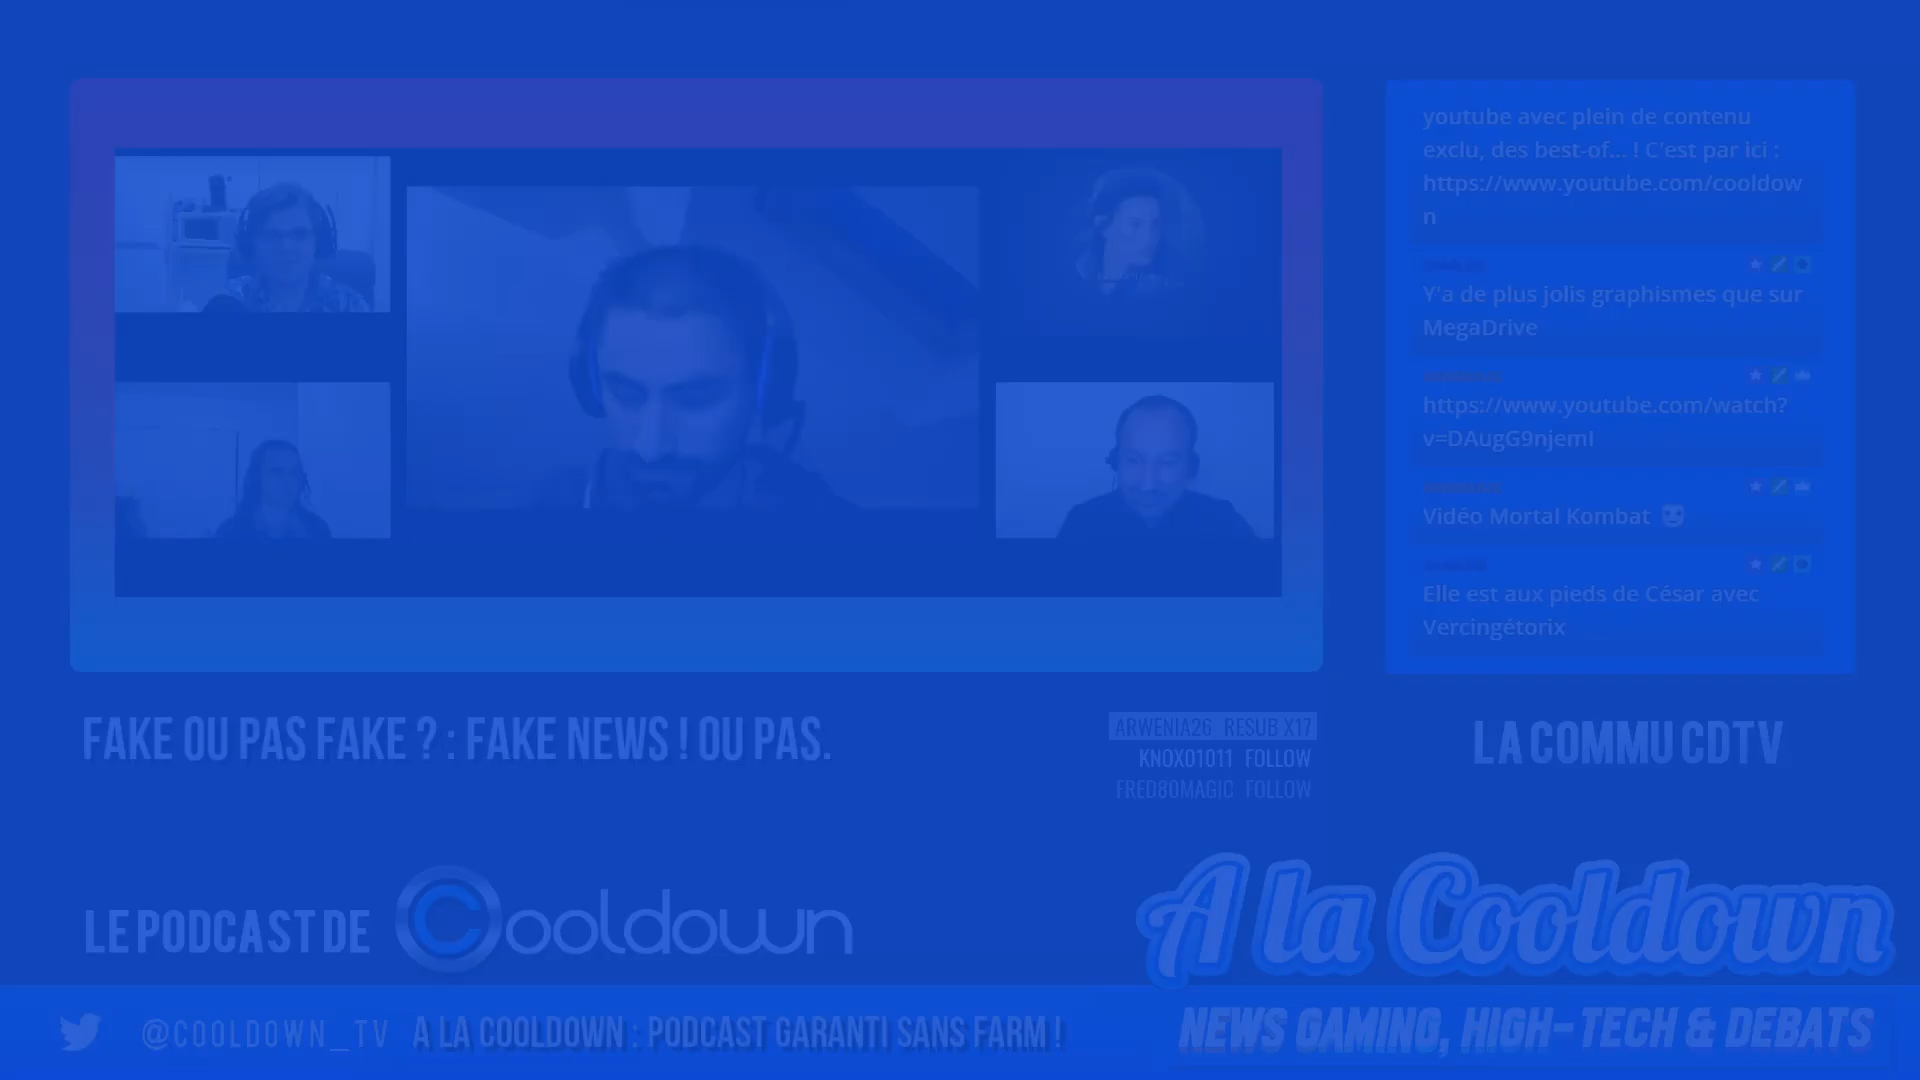 youtube avec plein de contenu
exclu, des best-of... ! C'est par ici :
https://www.youtube.com/cooldow
n
Y'a de plus jolis graphismes que sur
MegaDrive
https://www.youtube.com/watch?
v=DAugG9njemI
Vidéo Mortal Kombat
Elle est aux pieds de César avec
Vercingétorix
FAKE OU PAS FAKE ? : FAKE NEWS ! OU PAS.
ARWENIA26 RESUB X17
KNOX01011 FOLLOW
FRED80MAGIC FOLLOW
LA COMMU CDTV
LE PODCAST DE Cooldown
A la Cooldown
@COOLDOWN_TV A LA COOLDOWN : PODCAST GARANTI SANS FARM !
NEWS GAMING, HIGH-TECH & DEBATS